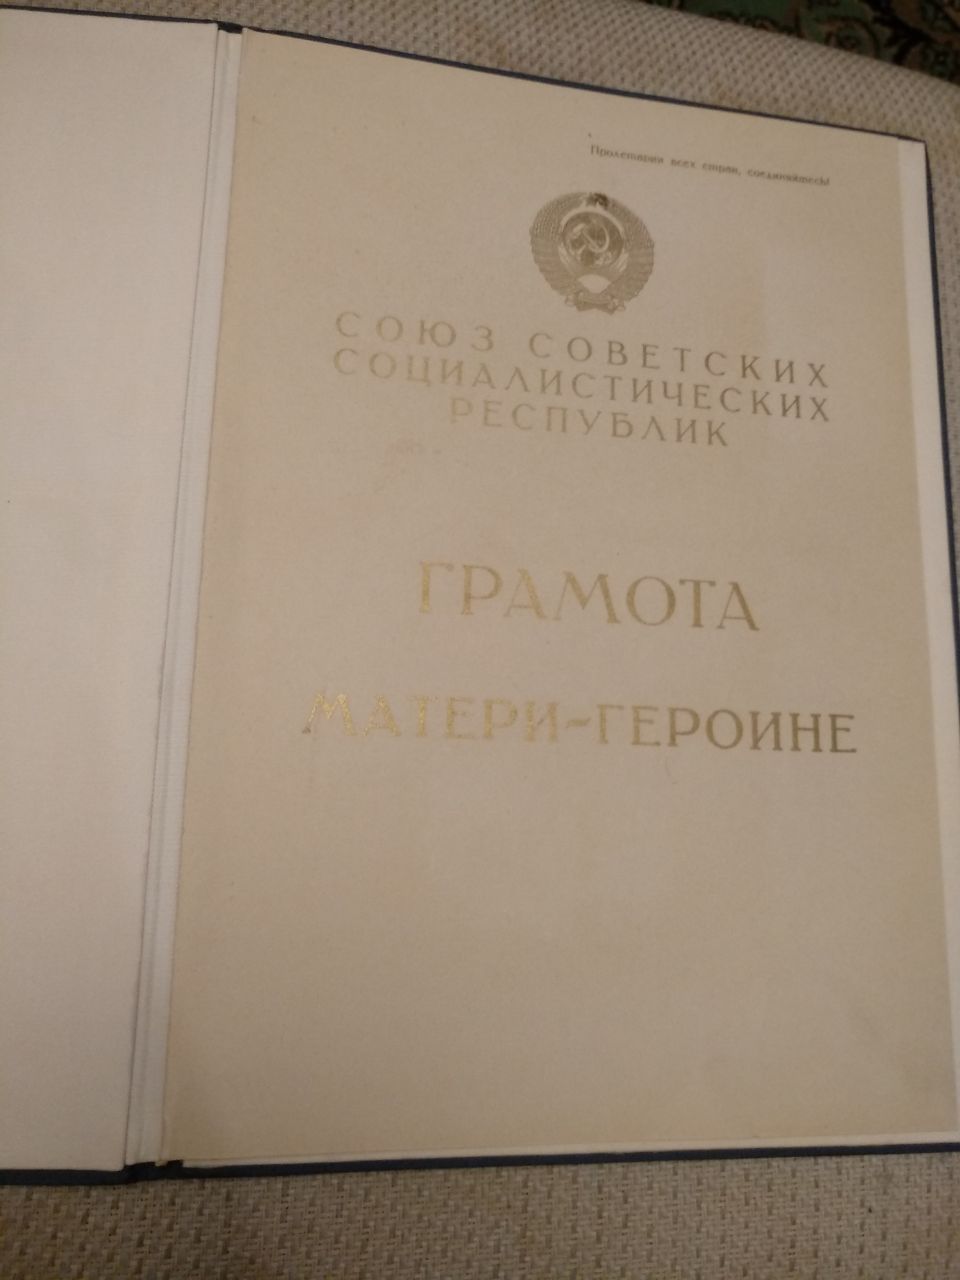 Пролетарии всех стран, соединяйтесь!
СОЮЗ СОВЕТСКИХ
СОЦИАЛИСТИЧЕСКИХ
РЕСПУБЛИК
ГРАМОТА
МАТЕРИ-ГЕРОИНЕ